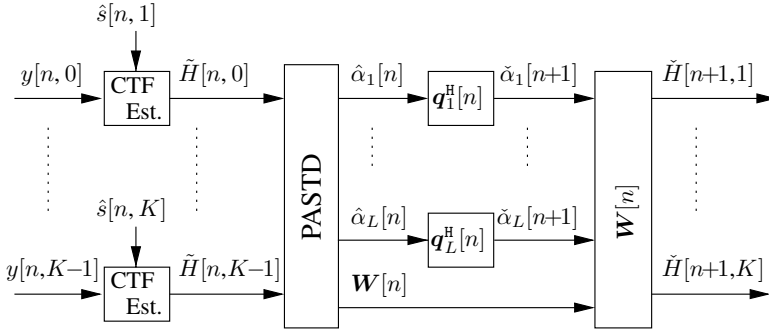 ŝ[n, 1]
y[n, 0]
CTF
Est.
H̃[n, 0]
PASTD
α̂₁[n]
q₁ᴴ[n]
α̌₁[n+1]
W[n]
Ȟ[n+1, 1]
ŝ[n, K]
y[n, K−1]
CTF
Est.
H̃[n, K−1]
α̂_L[n]
q_Lᴴ[n]
α̌_L[n+1]
W[n]
Ȟ[n+1, K]